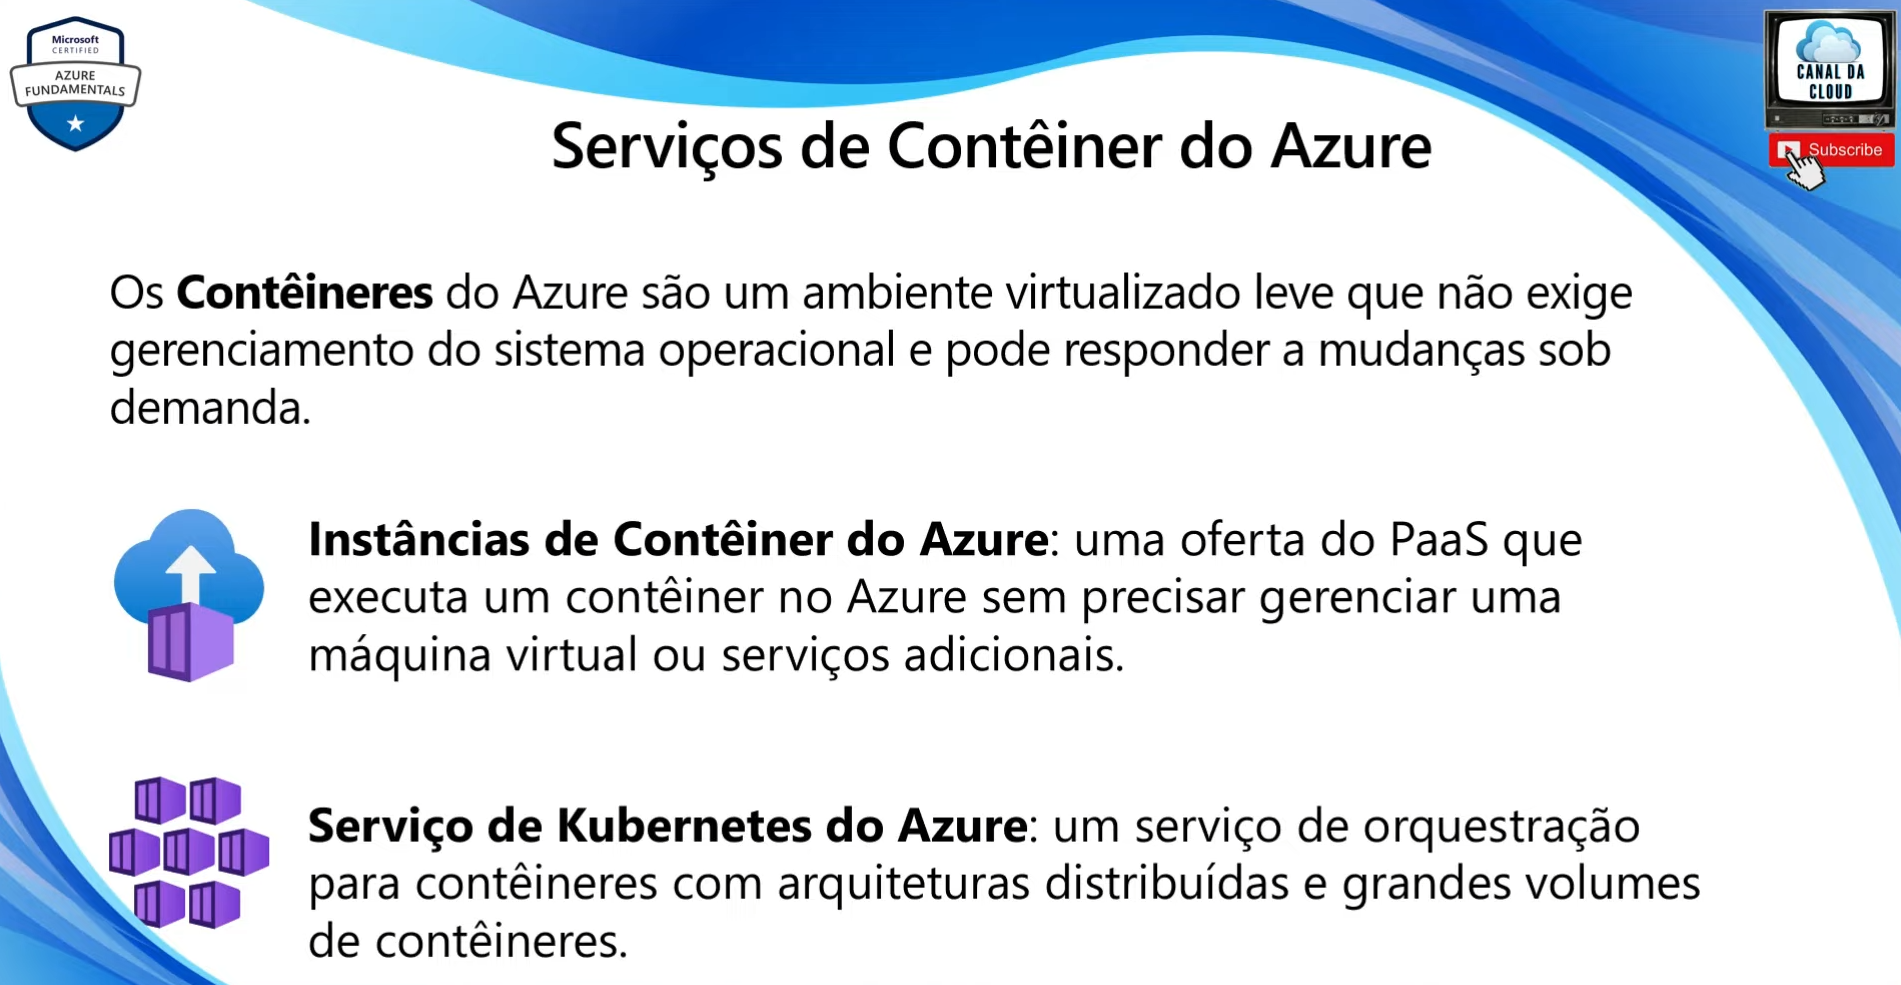 Microsoft
CERTIFIED
AZURE
FUNDAMENTALS
CANAL DA
CLOUD
Subscribe
Serviços de Contêiner do Azure
Os Contêineres do Azure são um ambiente virtualizado leve que não exige
gerenciamento do sistema operacional e pode responder a mudanças sob
demanda.
Instâncias de Contêiner do Azure: uma oferta do PaaS que
executa um contêiner no Azure sem precisar gerenciar uma
máquina virtual ou serviços adicionais.
Serviço de Kubernetes do Azure: um serviço de orquestração
para contêineres com arquiteturas distribuídas e grandes volumes
de contêineres.